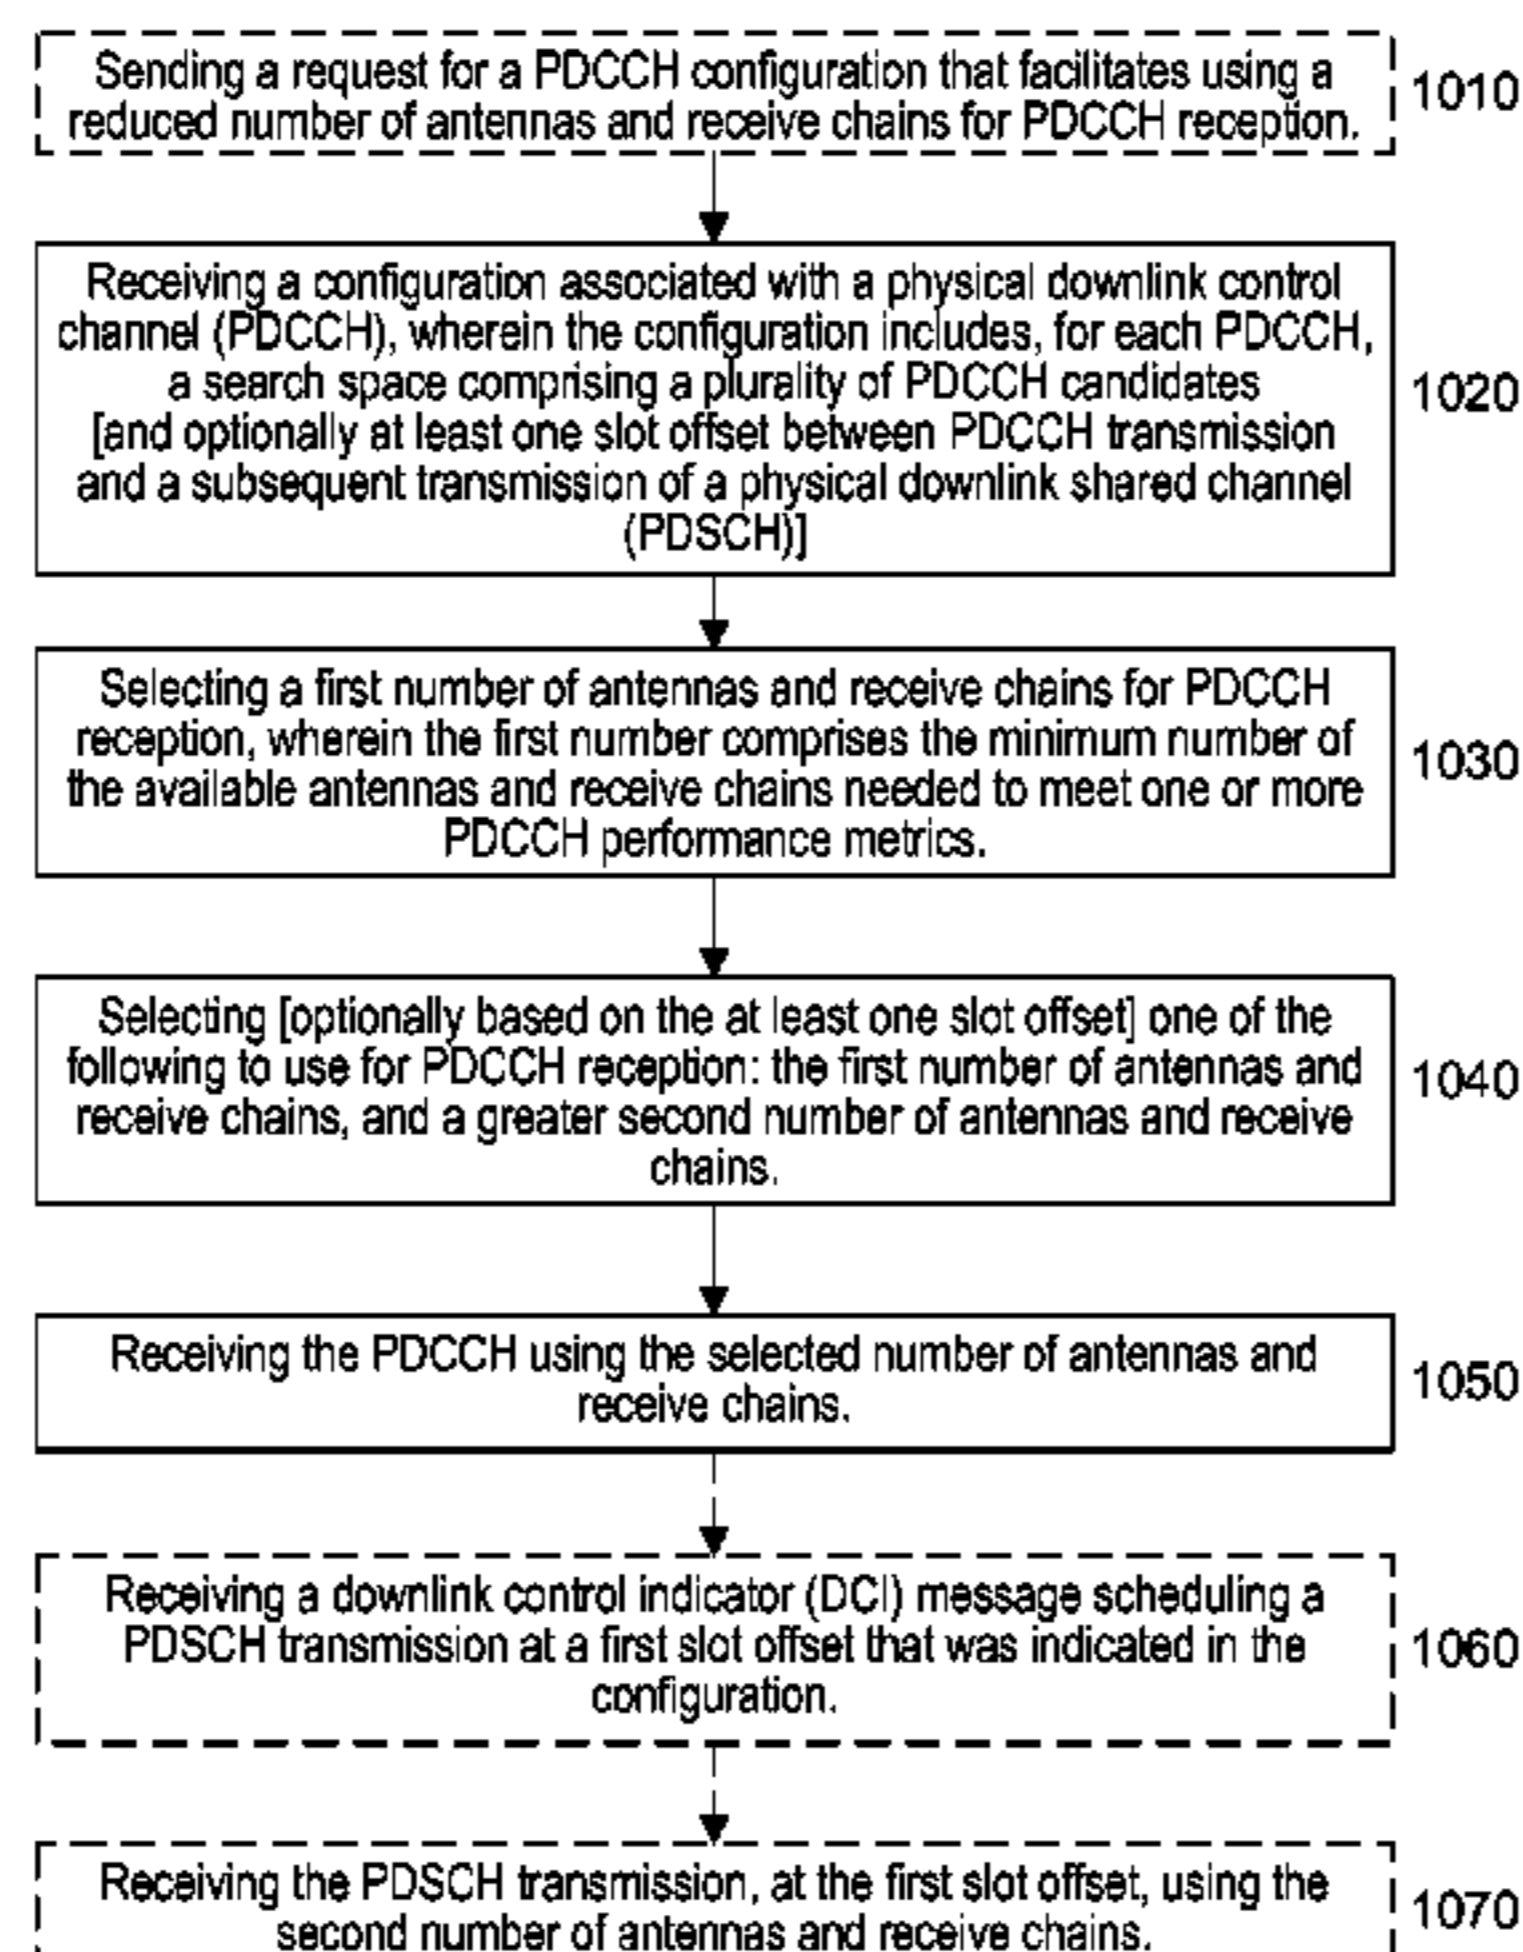 Sending a request for a PDCCH configuration that facilitates using a
reduced number of antennas and receive chains for PDCCH reception.
1010
Receiving a configuration associated with a physical downlink control
channel (PDCCH), wherein the configuration includes, for each PDCCH,
a search space comprising a plurality of PDCCH candidates
[and optionally at least one slot offset between PDCCH transmission
and a subsequent transmission of a physical downlink shared channel
(PDSCH)]
1020
Selecting a first number of antennas and receive chains for PDCCH
reception, wherein the first number comprises the minimum number of
the available antennas and receive chains needed to meet one or more
PDCCH performance metrics.
1030
Selecting [optionally based on the at least one slot offset] one of the
following to use for PDCCH reception: the first number of antennas and
receive chains, and a greater second number of antennas and receive
chains.
1040
Receiving the PDCCH using the selected number of antennas and
receive chains.
1050
Receiving a downlink control indicator (DCI) message scheduling a
PDSCH transmission at a first slot offset that was indicated in the
configuration.
1060
Receiving the PDSCH transmission, at the first slot offset, using the
second number of antennas and receive chains.
1070